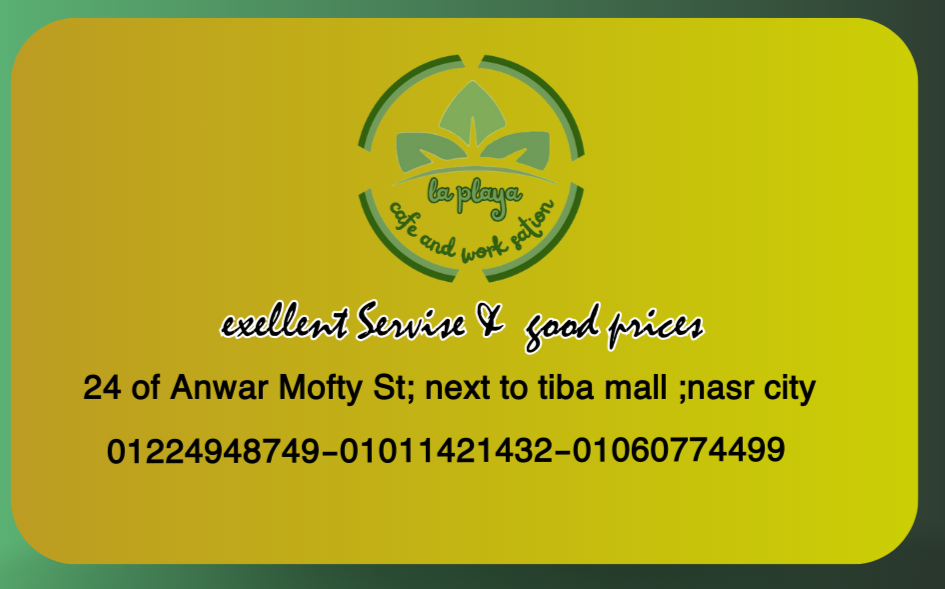 la playa
cafe and work sation
exellent Servise & good prices
24 of Anwar Mofty St; next to tiba mall ;nasr city
01224948749-01011421432-01060774499